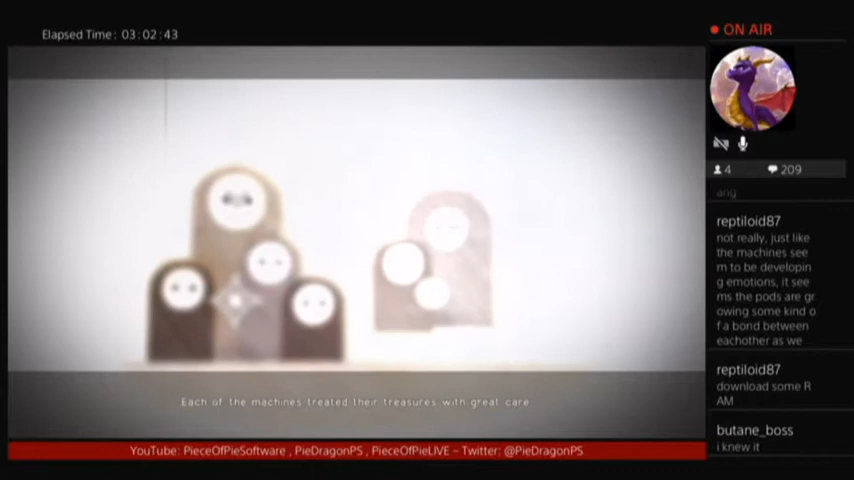 Elapsed Time: 03:02:43
ON AIR
4
209
ang
reptiloid87
not really, just like
the machines see
m to be developin
g emotions, it see
ms the pods are gr
owing some kind o
f a bond between
eachother as we
reptiloid87
download some R
AM
butane_boss
i knew it
Each of the machines treated their treasures with great care.
YouTube: PieceOfPieSoftware , PieDragonPS , PieceOfPieLIVE – Twitter: @PieDragonPS